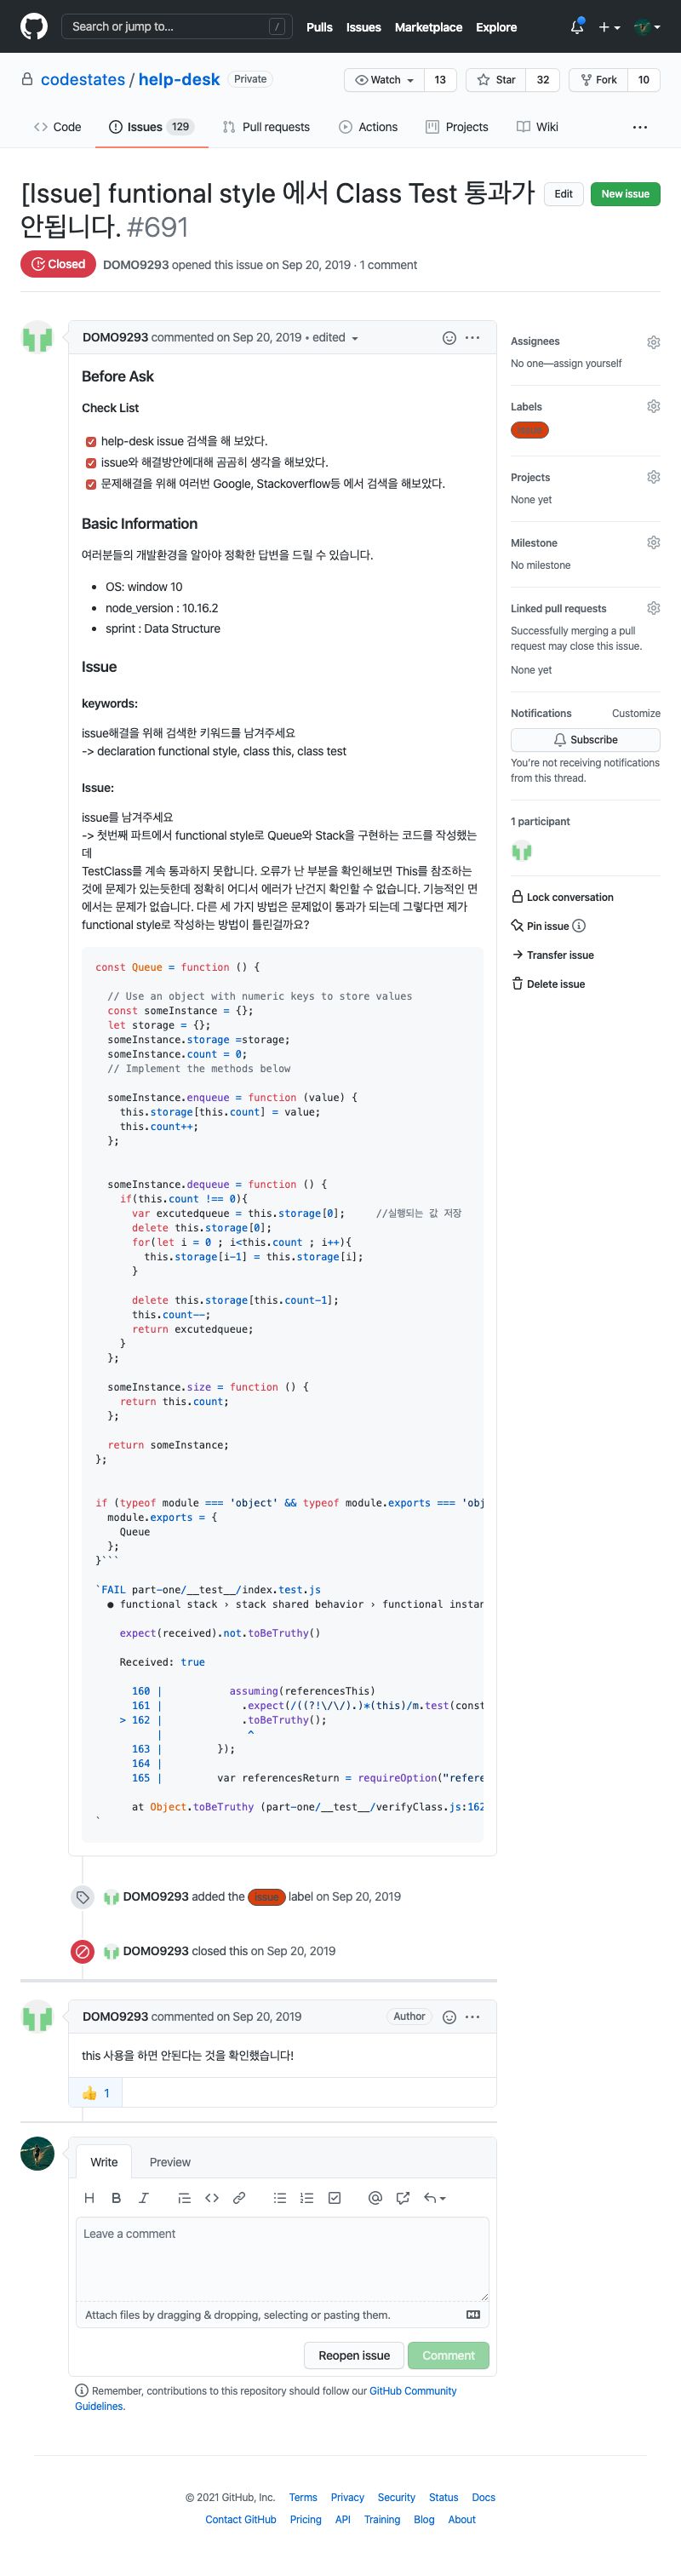 Search or jump to...
/
Pulls Issues Marketplace Explore
codestates / help-desk Private
Watch 13 Star 32 Fork 10
Code Issues 129 Pull requests Actions Projects Wiki
[Issue] funtional style 에서 Class Test 통과가
안됩니다. #691
Edit New issue
Closed DOMO9293 opened this issue on Sep 20, 2019 · 1 comment
DOMO9293 commented on Sep 20, 2019 • edited
Before Ask
Check List
help-desk issue 검색을 해 보았다.
issue와 해결방안에대해 곰곰히 생각을 해보았다.
문제해결을 위해 여러번 Google, Stackoverflow등 에서 검색을 해보았다.
Basic Information
여러분들의 개발환경을 알아야 정확한 답변을 드릴 수 있습니다.
• OS: window 10
• node_version : 10.16.2
• sprint : Data Structure
Issue
keywords:
issue해결을 위해 검색한 키워드를 남겨주세요
-> declaration functional style, class this, class test
Issue:
issue를 남겨주세요
-> 첫번째 파트에서 functional style로 Queue와 Stack을 구현하는 코드를 작성했는
데
TestClass를 계속 통과하지 못합니다. 오류가 난 부분을 확인해보면 This를 참조하는
것에 문제가 있는듯한데 정확히 어디서 에러가 난건지 확인할 수 없습니다. 기능적인 면
에서는 문제가 없습니다. 다른 세 가지 방법은 문제없이 통과가 되는데 그렇다면 제가
functional style로 작성하는 방법이 틀린걸까요?
const Queue = function () {
// Use an object with numeric keys to store values
const someInstance = {};
let storage = {};
someInstance.storage =storage;
someInstance.count = 0;
// Implement the methods below
someInstance.enqueue = function (value) {
this.storage[this.count] = value;
this.count++;
};
someInstance.dequeue = function () {
if(this.count !== 0){
var excutedqueue = this.storage[0]; //실행되는 값 저장
delete this.storage[0];
for(let i = 0 ; i<this.count ; i++){
this.storage[i-1] = this.storage[i];
}
delete this.storage[this.count-1];
this.count--;
return excutedqueue;
}
};
someInstance.size = function () {
return this.count;
};
return someInstance;
};
if (typeof module === 'object' && typeof module.exports === 'obj
module.exports = {
Queue
};
}```
`FAIL part-one/__test__/index.test.js
● functional stack › stack shared behavior › functional instan
expect(received).not.toBeTruthy()
Received: true
160 | assuming(referencesThis)
161 | .expect(/((?!\/\/).)*(this)/m.test(const
> 162 | .toBeTruthy();
| ^
163 | });
164 |
165 | var referencesReturn = requireOption("refere
at Object.toBeTruthy (part-one/__test__/verifyClass.js:162
`
Assignees
No one—assign yourself
Labels
issue
Projects
None yet
Milestone
No milestone
Linked pull requests
Successfully merging a pull
request may close this issue.
None yet
Notifications Customize
Subscribe
You're not receiving notifications
from this thread.
1 participant
Lock conversation
Pin issue
Transfer issue
Delete issue
DOMO9293 added the issue label on Sep 20, 2019
DOMO9293 closed this on Sep 20, 2019
DOMO9293 commented on Sep 20, 2019 Author
this 사용을 하면 안된다는 것을 확인했습니다!
👍 1
Write Preview
Leave a comment
Attach files by dragging & dropping, selecting or pasting them.
Reopen issue Comment
Remember, contributions to this repository should follow our GitHub Community
Guidelines.
© 2021 GitHub, Inc. Terms Privacy Security Status Docs
Contact GitHub Pricing API Training Blog About